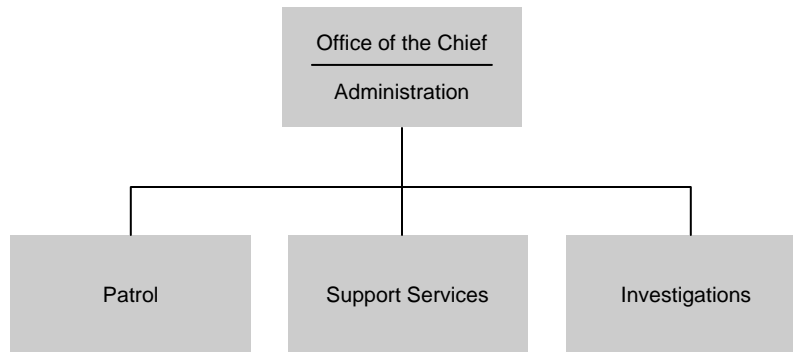 Office of the Chief
Administration
Patrol
Support Services
Investigations